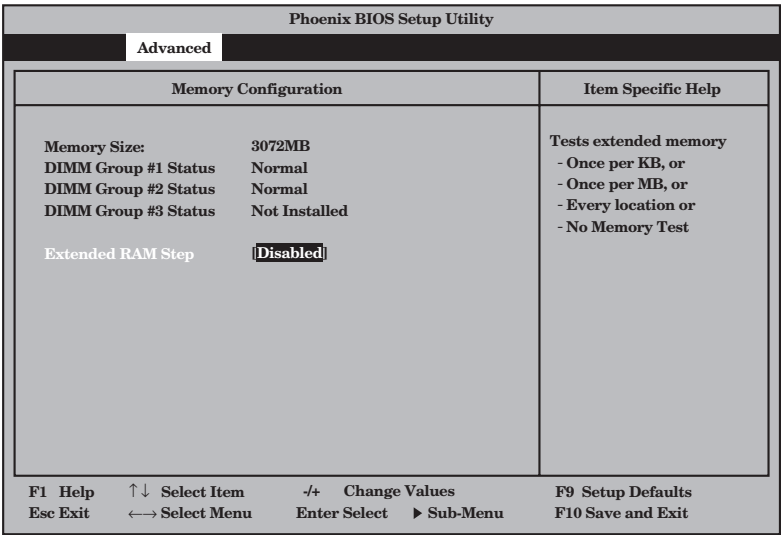 Phoenix BIOS Setup Utility
Advanced
Memory Configuration
Item Specific Help
Memory Size: 3072MB
DIMM Group #1 Status Normal
DIMM Group #2 Status Normal
DIMM Group #3 Status Not Installed
Extended RAM Step [Disabled]
Tests extended memory
- Once per KB, or
- Once per MB, or
- Every location or
- No Memory Test
F1 Help ↑↓ Select Item -/+ Change Values F9 Setup Defaults
Esc Exit ←→ Select Menu Enter Select ▶ Sub-Menu F10 Save and Exit